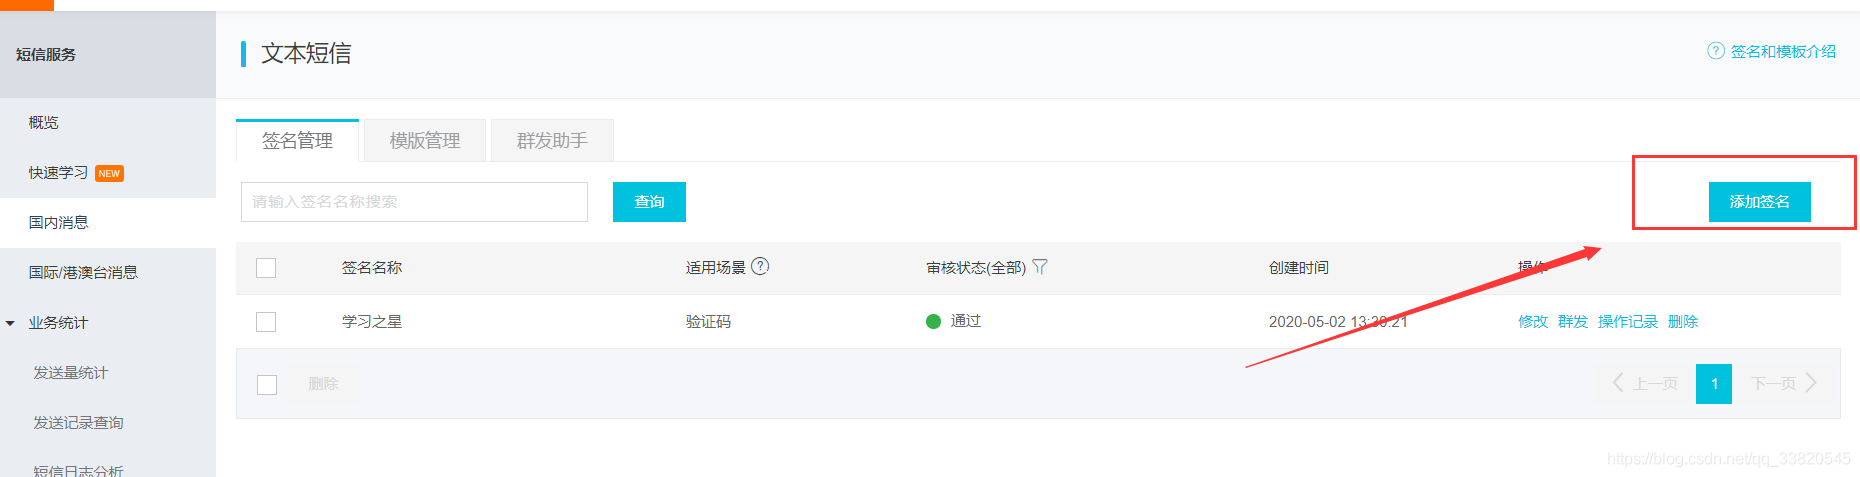 短信服务
文本短信
签名和模板介绍
概览
快速学习 NEW
国内消息
国际/港澳台消息
业务统计
发送量统计
发送记录查询
短信日志分析
签名管理 模版管理 群发助手
请输入签名名称搜索 查询 添加签名
签名名称 适用场景 ? 审核状态(全部) 创建时间 操作
学习之星 验证码 通过 2020-05-02 13:30:21 修改 群发 操作记录 删除
删除 上一页 1 下一页
https://blog.csdn.net/qq_33820545